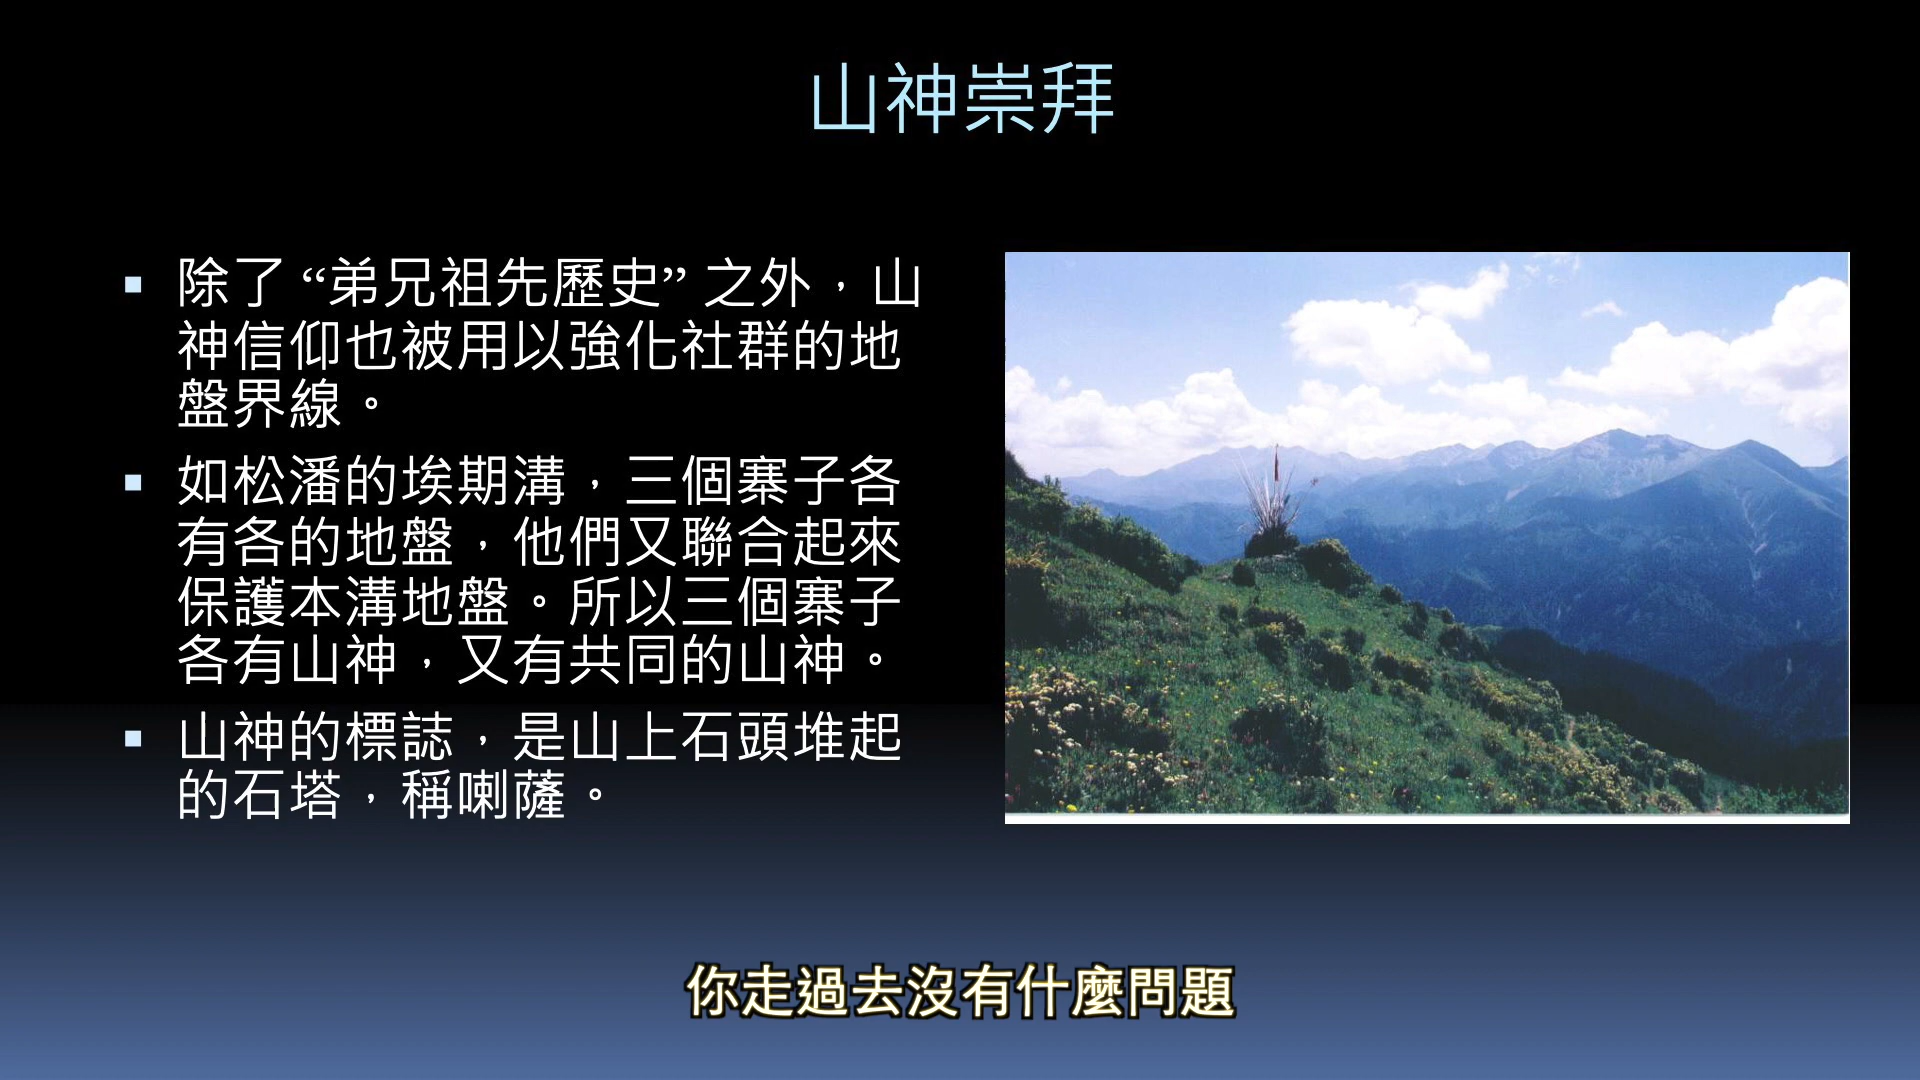 山神崇拜
除了“弟兄祖先歷史”之外，山
神信仰也被用以強化社群的地
盤界線。
如松潘的埃期溝，三個寨子各
有各的地盤，他們又聯合起來
保護本溝地盤。所以三個寨子
各有山神，又有共同的山神。
山神的標誌，是山上石頭堆起
的石塔，稱喇薩。
你走過去沒有什麼問題